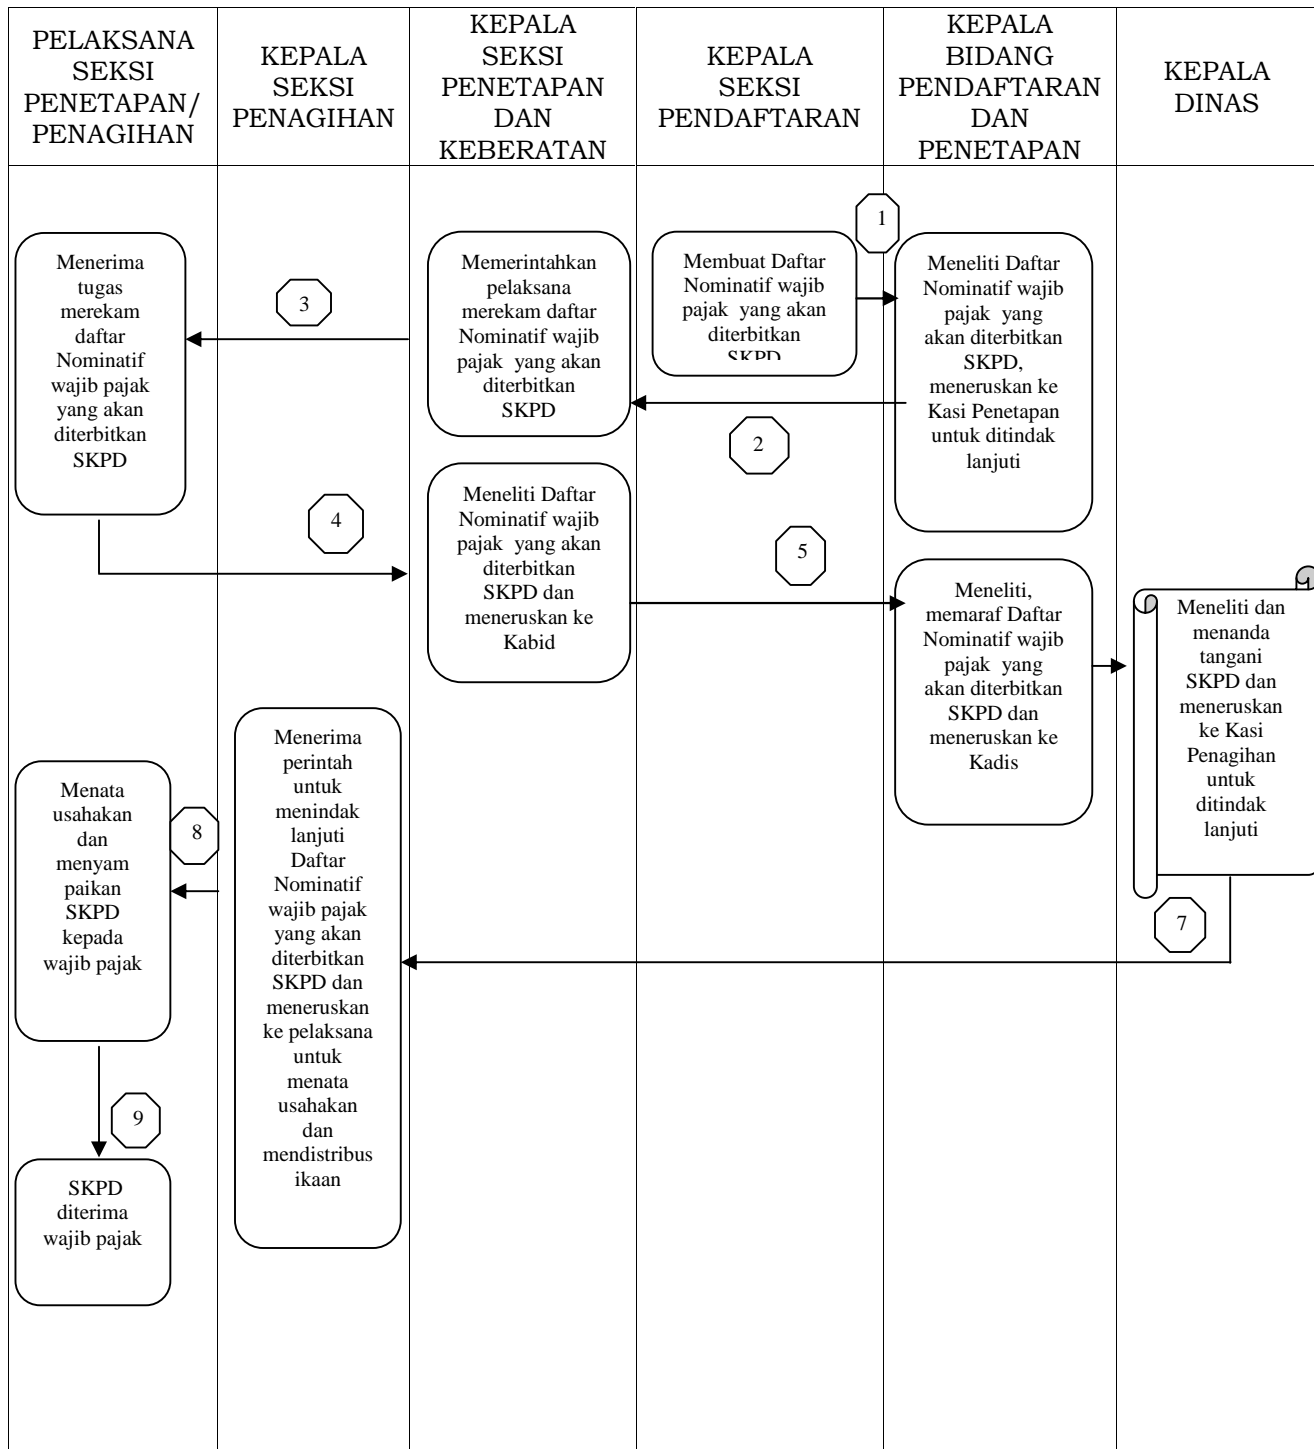 PELAKSANA
SEKSI
PENETAPAN/
PENAGIHAN
KEPALA
SEKSI
PENAGIHAN
KEPALA
SEKSI
PENETAPAN
DAN
KEBERATAN
KEPALA
SEKSI
PENDAFTARAN
KEPALA
BIDANG
PENDAFTARAN
DAN
PENETAPAN
KEPALA
DINAS
1
Membuat Daftar
Nominatif wajib
pajak yang akan
diterbitkan
SKPD
Meneliti Daftar
Nominatif wajib
pajak yang
akan diterbitkan
SKPD,
meneruskan ke
Kasi Penetapan
untuk ditindak
lanjuti
2
Memerintahkan
pelaksana
merekam daftar
Nominatif wajib
pajak yang akan
diterbitkan
SKPD
3
Menerima
tugas
merekam
daftar
Nominatif
wajib pajak
yang akan
diterbitkan
SKPD
4
Meneliti Daftar
Nominatif wajib
pajak yang akan
diterbitkan
SKPD dan
meneruskan ke
Kabid
5
Meneliti,
memaraf Daftar
Nominatif wajib
pajak yang
akan diterbitkan
SKPD dan
meneruskan ke
Kadis
Meneliti dan
menanda
tangani
SKPD dan
meneruskan
ke Kasi
Penagihan
untuk
ditindak
lanjuti
7
Menerima
perintah
untuk
menindak
lanjuti
Daftar
Nominatif
wajib pajak
yang akan
diterbitkan
SKPD dan
meneruskan
ke pelaksana
untuk
menata
usahakan
dan
mendistribus
ikaan
8
Menata
usahakan
dan
menyam
paikan
SKPD
kepada
wajib pajak
9
SKPD
diterima
wajib pajak